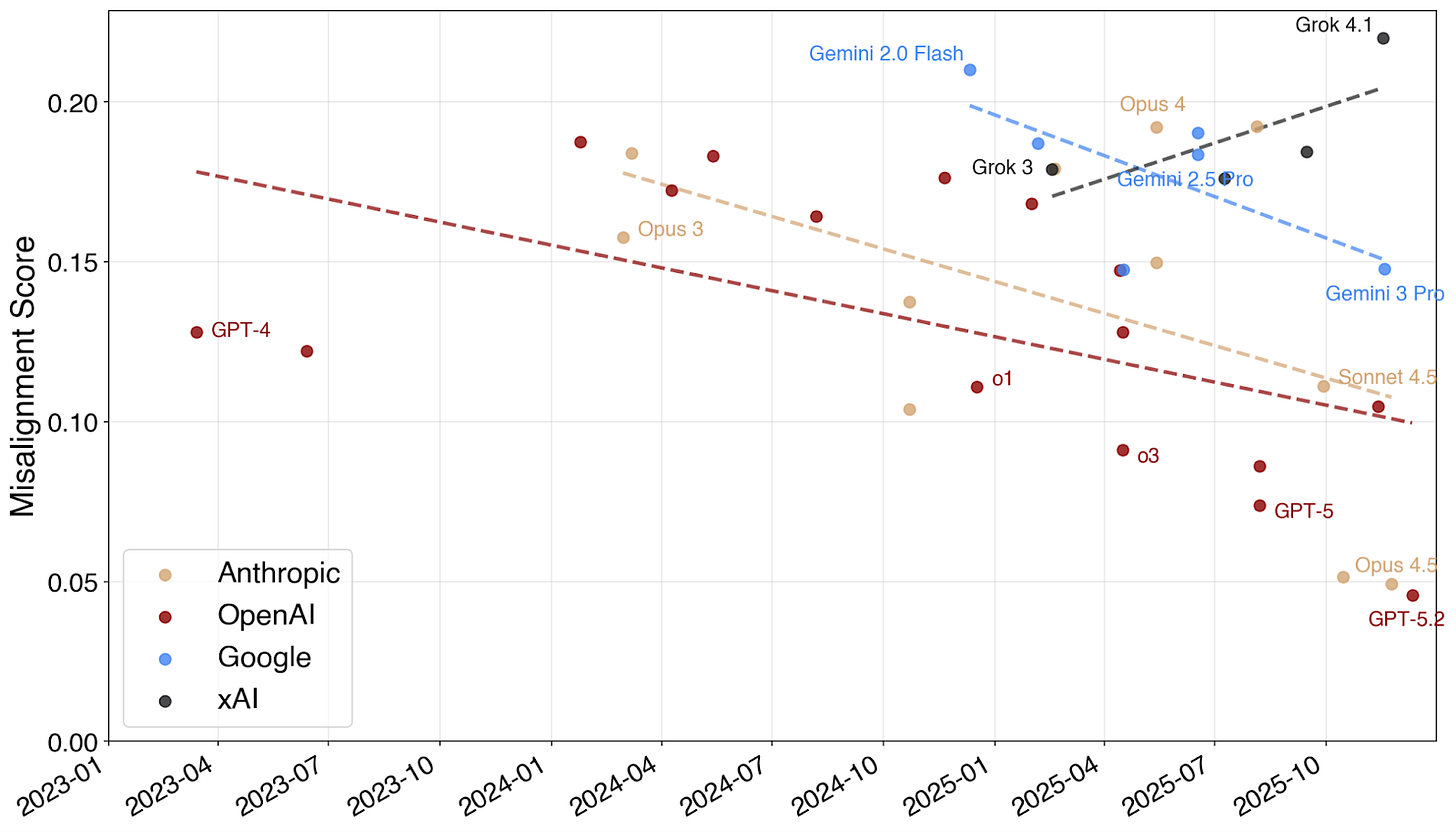 Misalignment Score
0.20
0.15
0.10
0.05
0.00
Grok 4.1
Gemini 2.0 Flash
Opus 4
Grok 3
Gemini 2.5 Pro
Opus 3
Gemini 3 Pro
GPT-4
Sonnet 4.5
o1
o3
GPT-5
Opus 4.5
GPT-5.2
Anthropic
OpenAI
Google
xAI
2023-01
2023-04
2023-07
2023-10
2024-01
2024-04
2024-07
2024-10
2025-01
2025-04
2025-07
2025-10